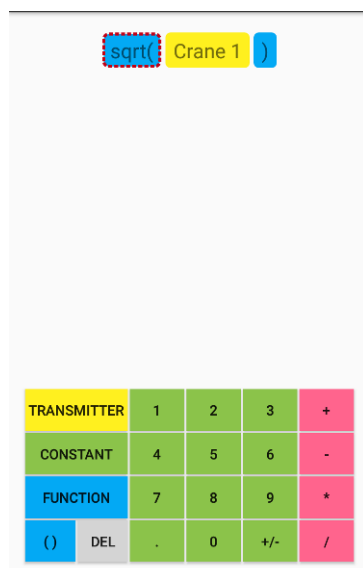 sqrt( Crane 1 )
TRANSMITTER 1 2 3 +
CONSTANT 4 5 6 -
FUNCTION 7 8 9 *
( ) DEL . 0 +/- /